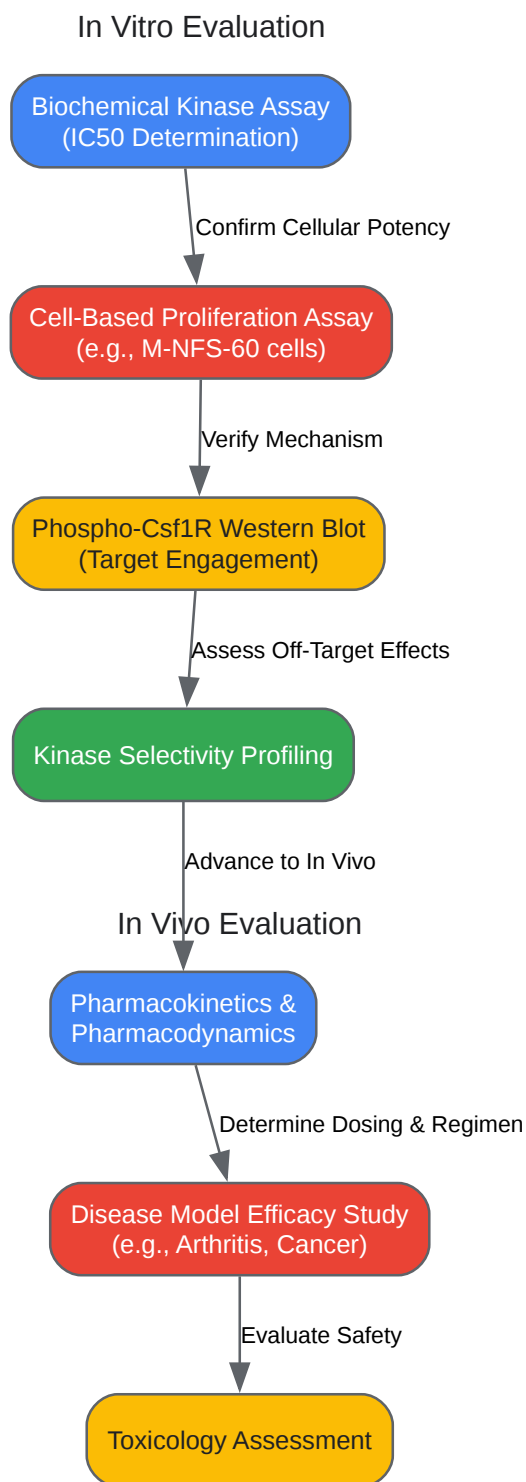 In Vitro Evaluation
Biochemical Kinase Assay
(IC50 Determination)
Confirm Cellular Potency
Cell-Based Proliferation Assay
(e.g., M-NFS-60 cells)
Verify Mechanism
Phospho-Csf1R Western Blot
(Target Engagement)
Assess Off-Target Effects
Kinase Selectivity Profiling
Advance to In Vivo
In Vivo Evaluation
Pharmacokinetics &
Pharmacodynamics
Determine Dosing & Regimen
Disease Model Efficacy Study
(e.g., Arthritis, Cancer)
Evaluate Safety
Toxicology Assessment